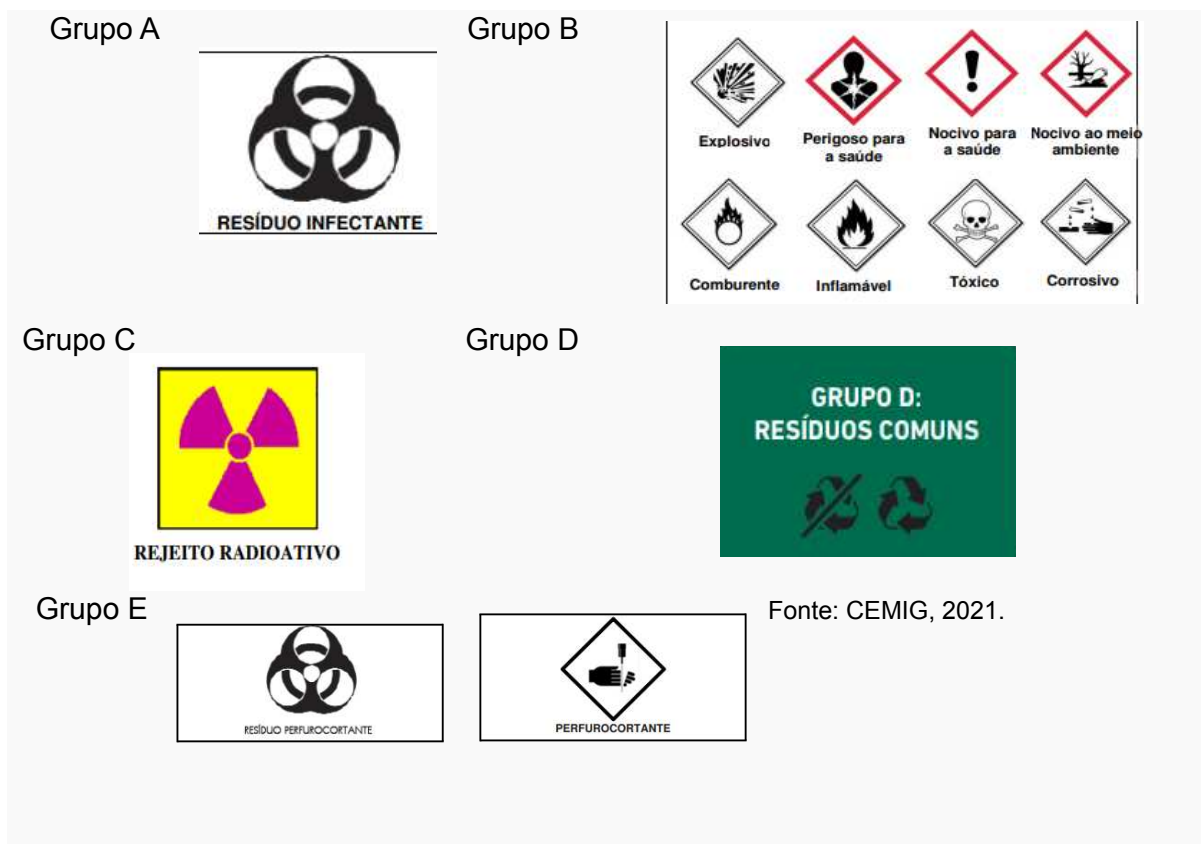 Grupo A
RESÍDUO INFECTANTE
Grupo B
Explosivo
Perigoso para
a saúde
Nocivo para
a saúde
Nocivo ao meio
ambiente
Comburente
Inflamável
Tóxico
Corrosivo
Grupo C
REJEITO RADIOATIVO
Grupo D
GRUPO D:
RESÍDUOS COMUNS
Grupo E
RESÍDUO PERFUROCORTANTE
PERFUROCORTANTE
Fonte: CEMIG, 2021.